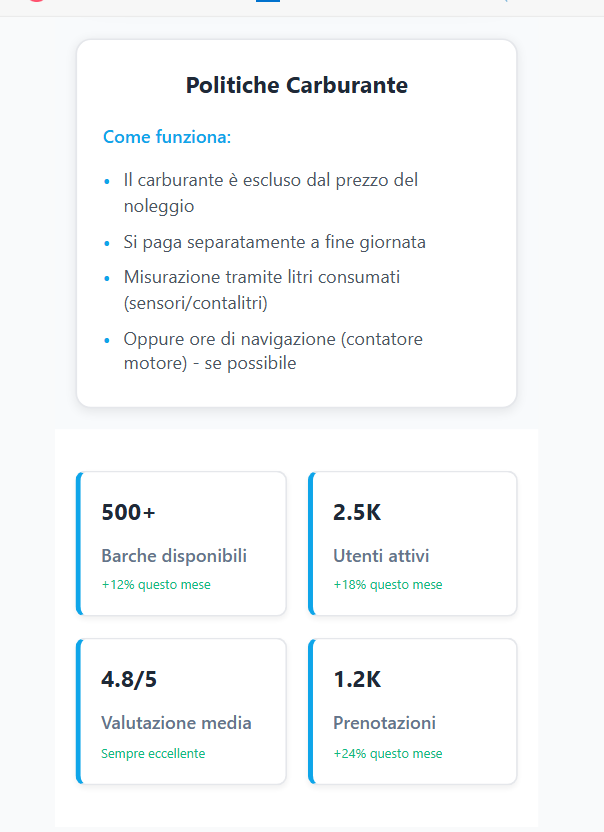 Politiche Carburante
Come funziona:
• Il carburante è escluso dal prezzo del
noleggio
• Si paga separatamente a fine giornata
• Misurazione tramite litri consumati
(sensori/contalitri)
• Oppure ore di navigazione (contatore
motore) - se possibile
500+
Barche disponibili
+12% questo mese
2.5K
Utenti attivi
+18% questo mese
4.8/5
Valutazione media
Sempre eccellente
1.2K
Prenotazioni
+24% questo mese